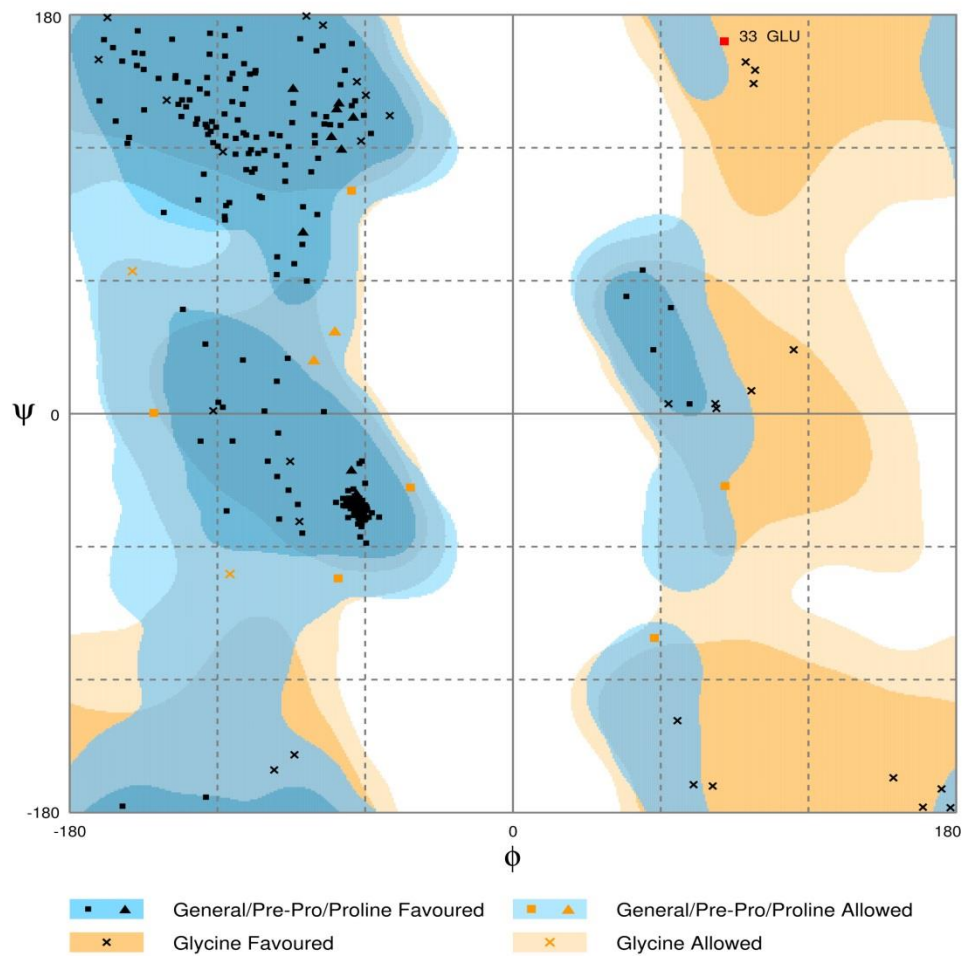 180
33 GLU
ψ
0
-180
-180
0
180
ϕ
General/Pre-Pro/Proline Favoured
General/Pre-Pro/Proline Allowed
Glycine Favoured
Glycine Allowed